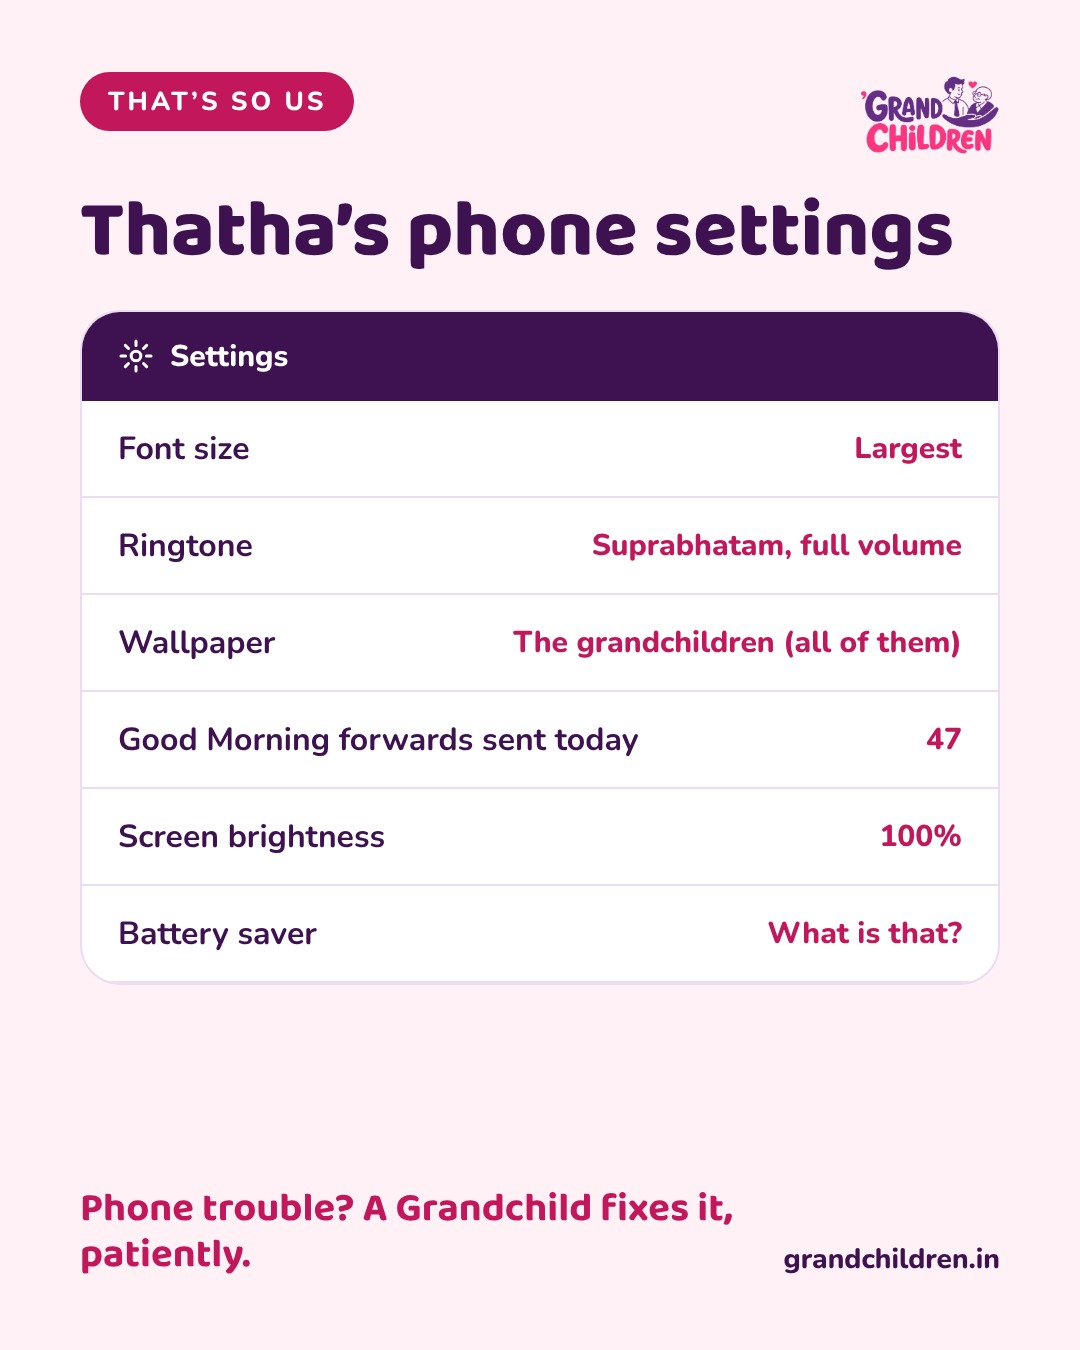 THAT’S SO US
’GRAND
CHiLDREN
Thatha’s phone settings
Settings
Font size Largest
Ringtone Suprabhatam, full volume
Wallpaper The grandchildren (all of them)
Good Morning forwards sent today 47
Screen brightness 100%
Battery saver What is that?
Phone trouble? A Grandchild fixes it,
patiently.
grandchildren.in